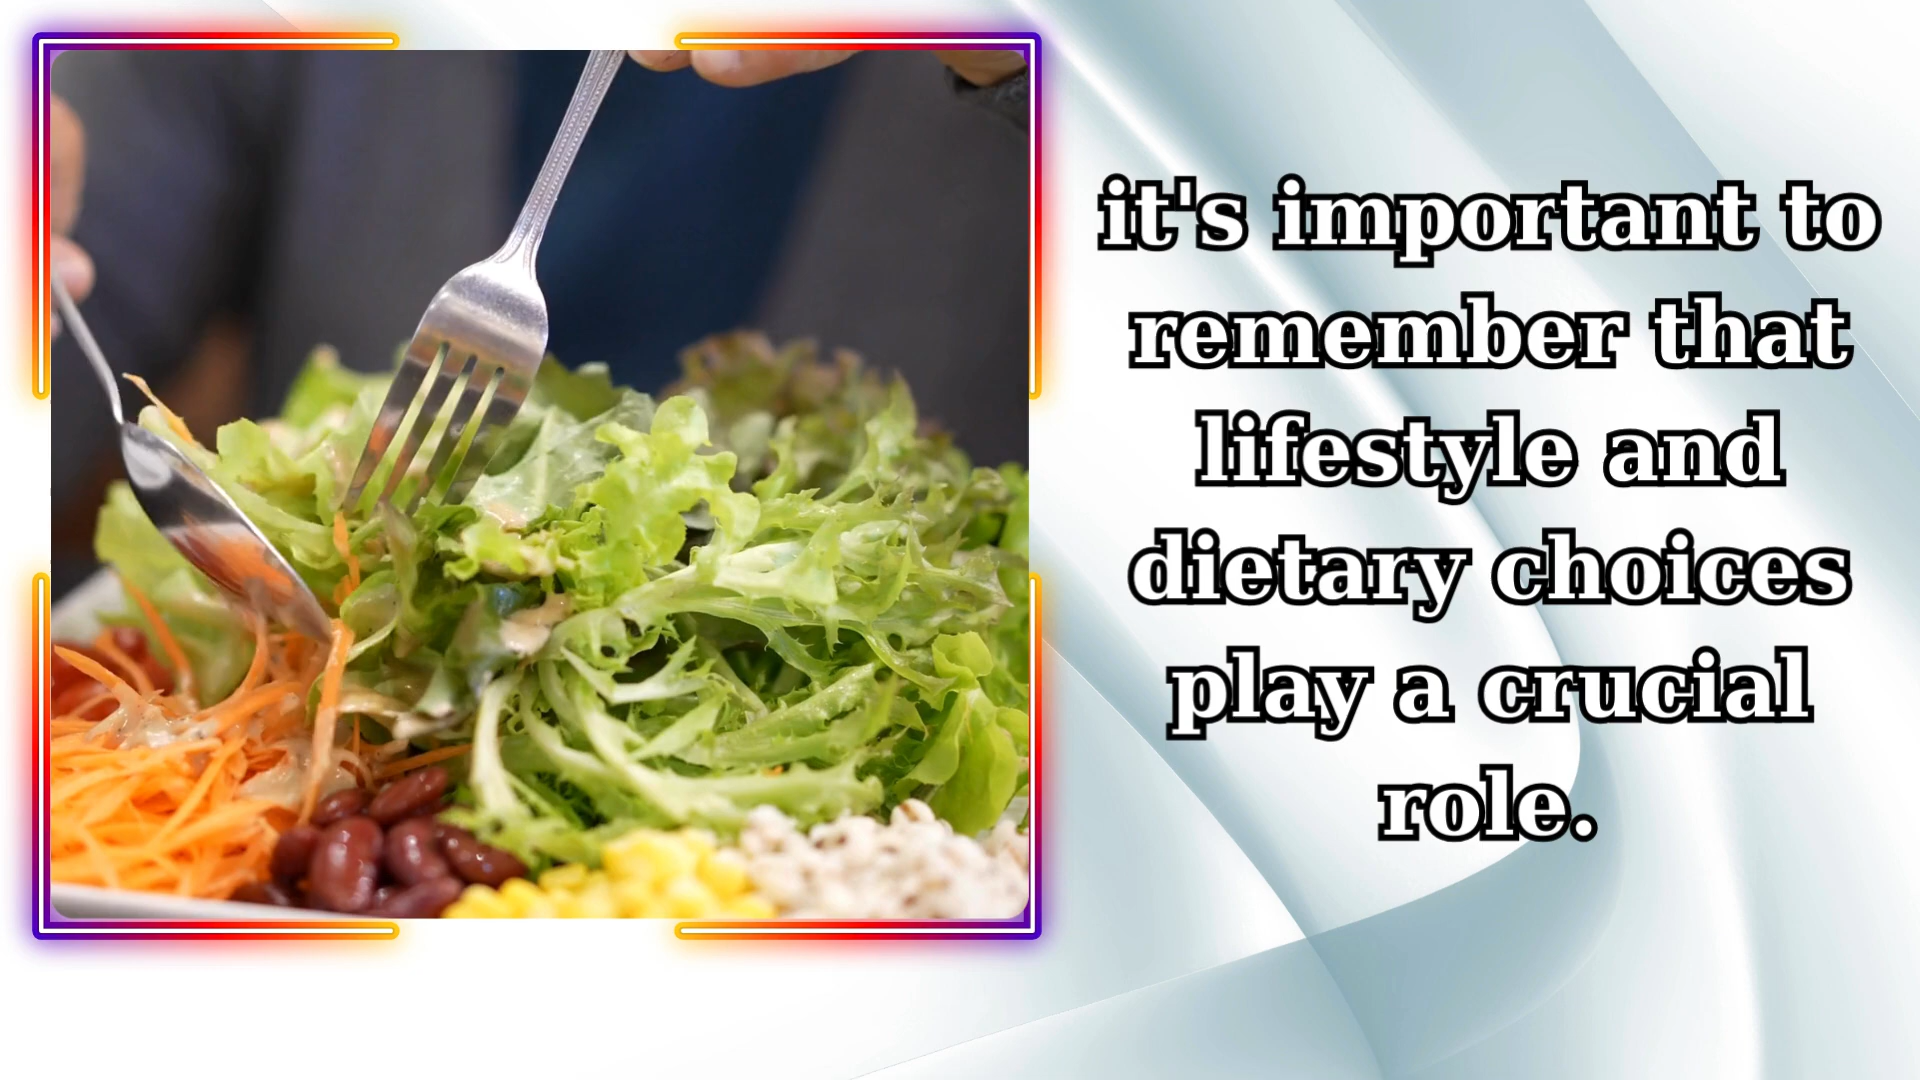 it's important to
remember that
lifestyle and
dietary choices
play a crucial
role.